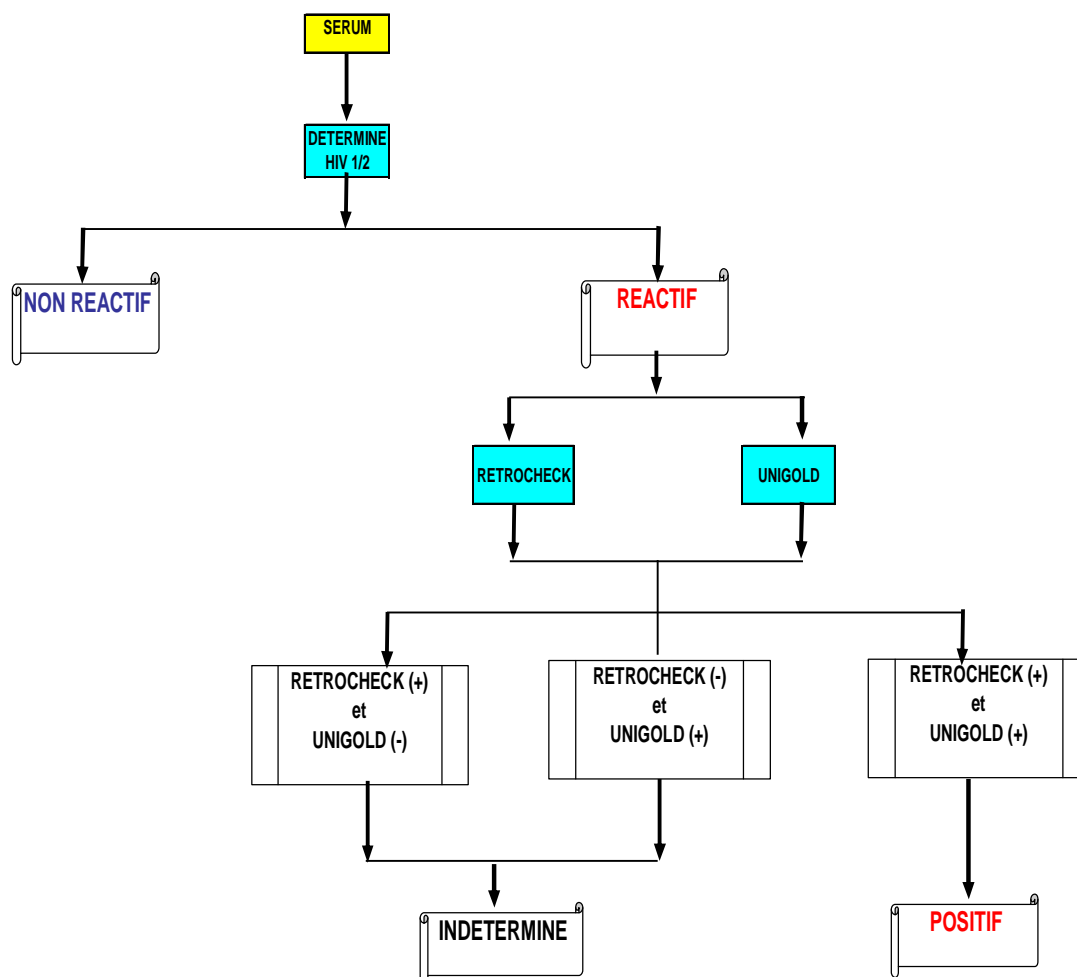 SERUM
DETERMINE
HIV 1/2
NON REACTIF
REACTIF
RETROCHECK
UNIGOLD
RETROCHECK (+)
et
UNIGOLD (-)
RETROCHECK (-)
et
UNIGOLD (+)
RETROCHECK (+)
et
UNIGOLD (+)
INDETERMINE
POSITIF